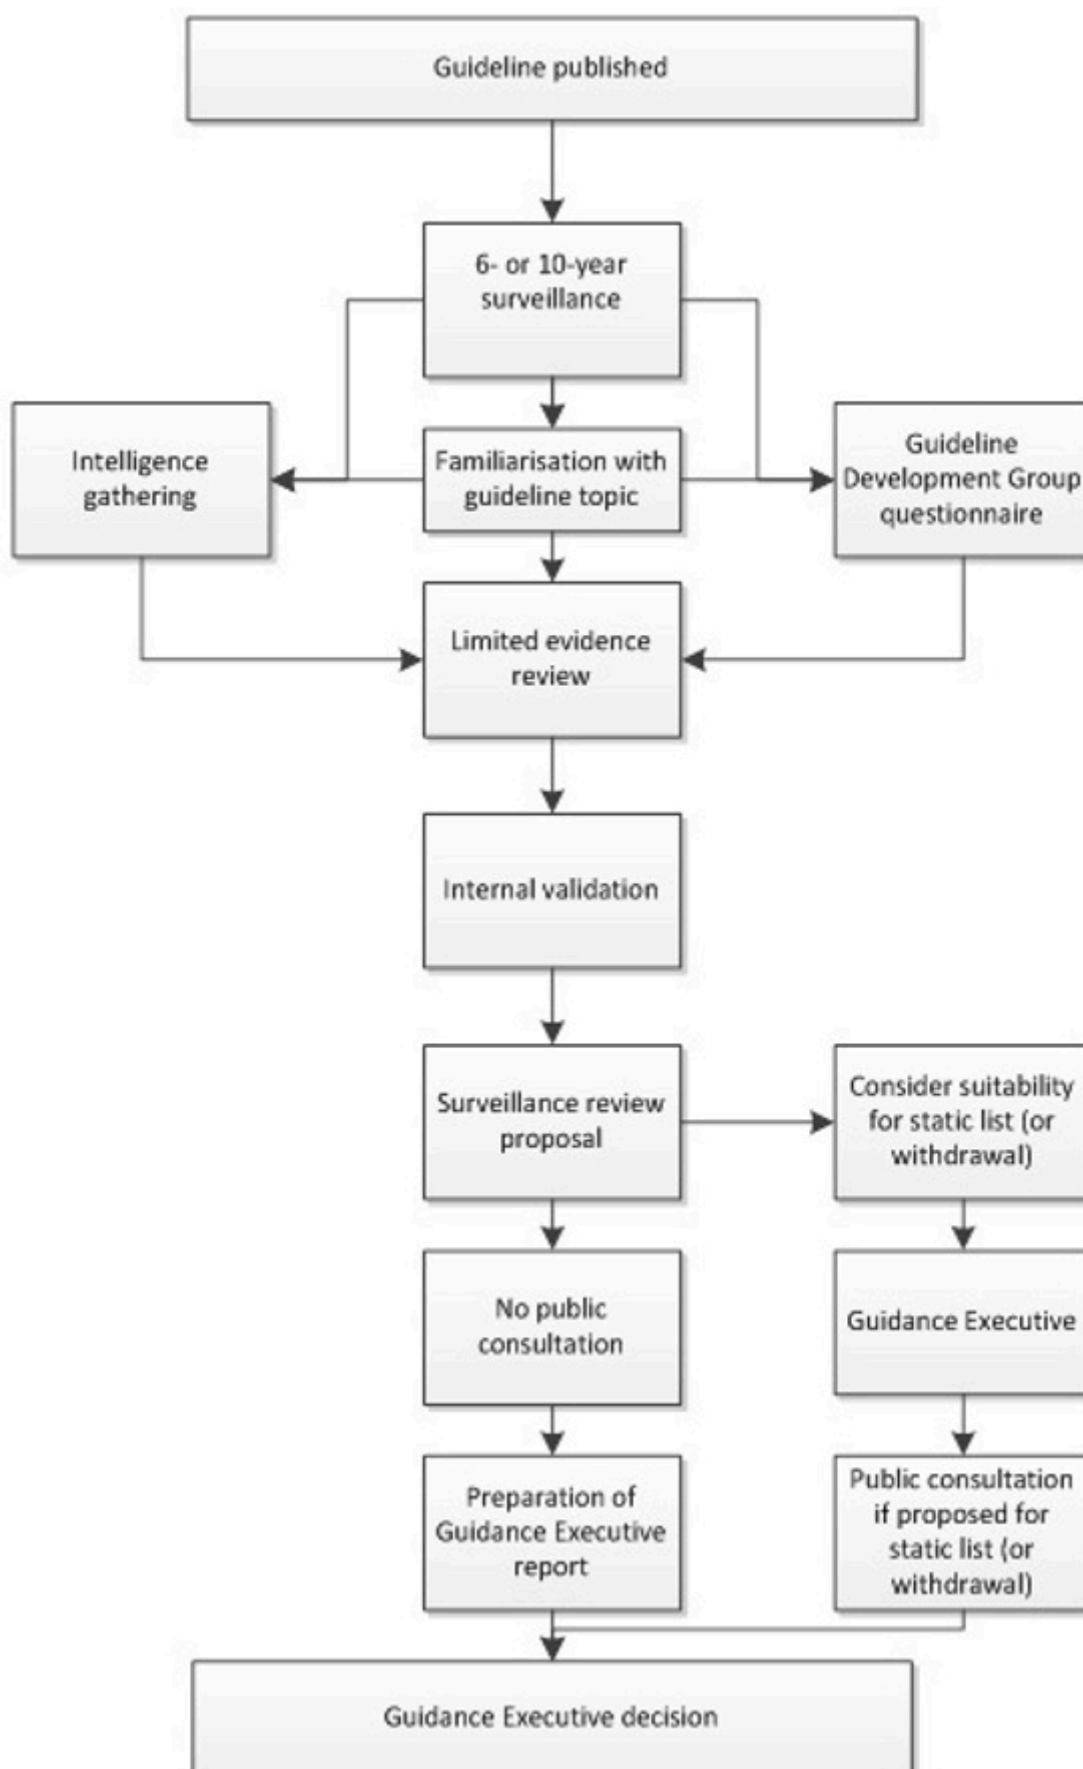 Guideline published
6- or 10-year
surveillance
Intelligence
gathering
Familiarisation with
guideline topic
Guideline
Development Group
questionnaire
Limited evidence
review
Internal validation
Surveillance review
proposal
Consider suitability
for static list (or
withdrawal)
No public
consultation
Guidance Executive
Preparation of
Guidance Executive
report
Public consultation
if proposed for
static list (or
withdrawal)
Guidance Executive decision